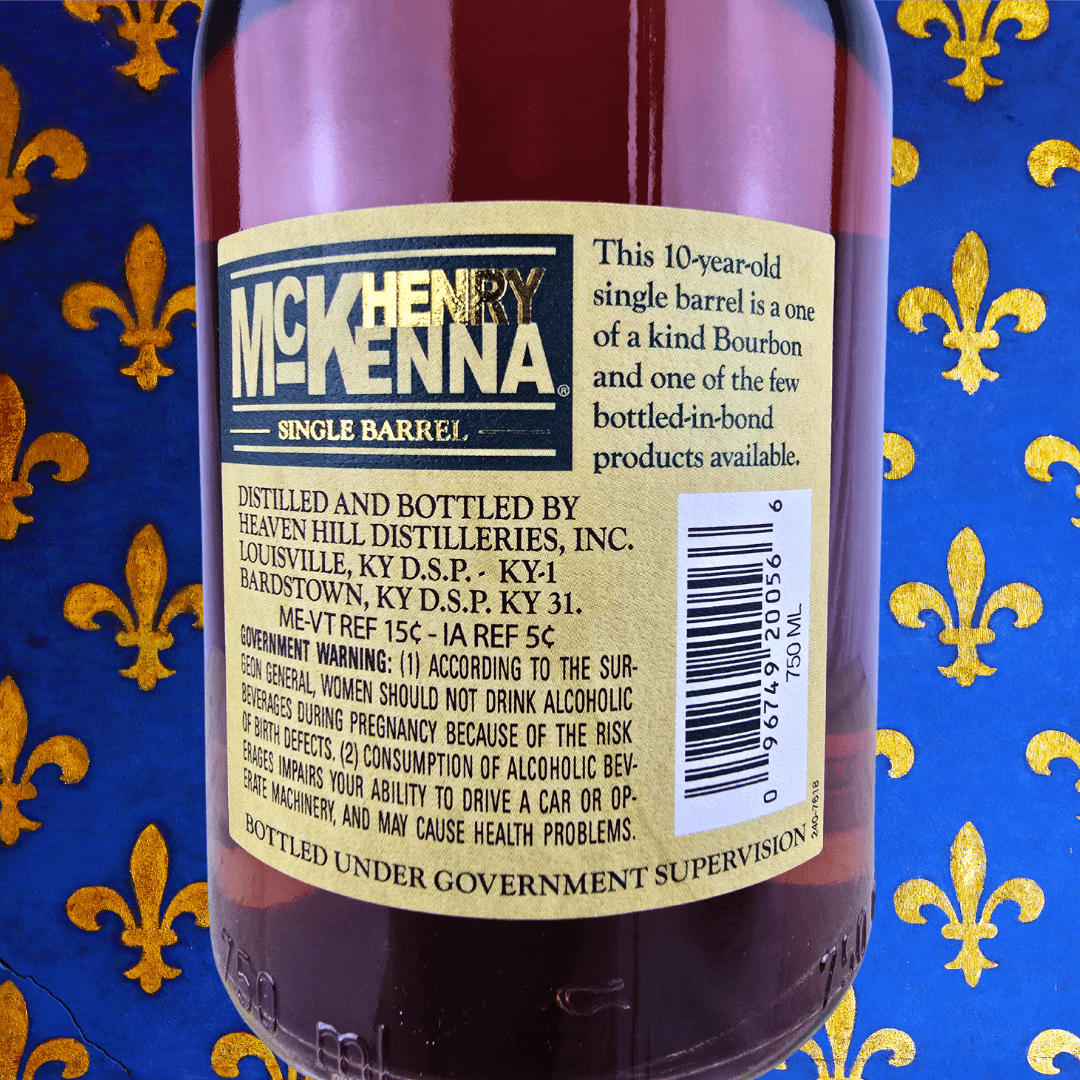 HENRY
McKENNA®
SINGLE BARREL
This 10-year-old
single barrel is a one
of a kind Bourbon
and one of the few
bottled-in-bond
products available.
DISTILLED AND BOTTLED BY
HEAVEN HILL DISTILLERIES, INC.
LOUISVILLE, KY D.S.P. - KY-1
BARDSTOWN, KY D.S.P. KY 31.
ME-VT REF 15¢ - IA REF 5¢
GOVERNMENT WARNING: (1) ACCORDING TO THE SUR-
GEON GENERAL, WOMEN SHOULD NOT DRINK ALCOHOLIC
BEVERAGES DURING PREGNANCY BECAUSE OF THE RISK
OF BIRTH DEFECTS. (2) CONSUMPTION OF ALCOHOLIC BEV-
ERAGES IMPAIRS YOUR ABILITY TO DRIVE A CAR OR OP-
ERATE MACHINERY, AND MAY CAUSE HEALTH PROBLEMS.
0 96749 20056 6
750 ML
240-7618
BOTTLED UNDER GOVERNMENT SUPERVISION
750 ml
750